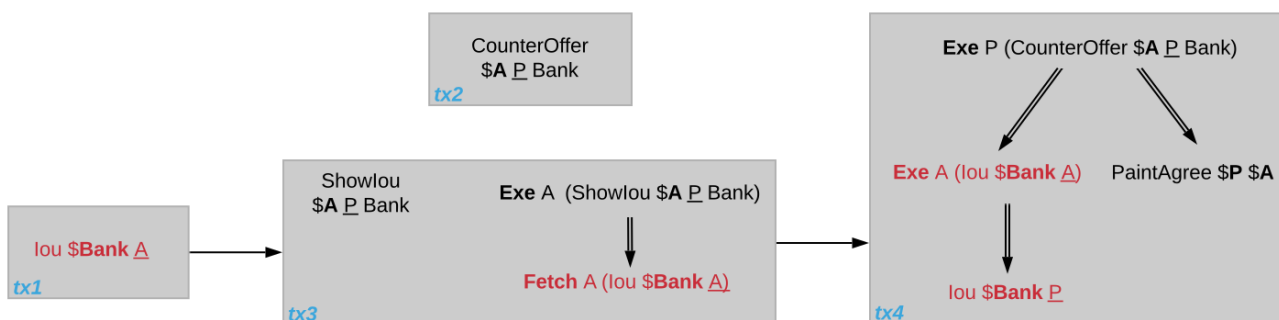 Iou $Bank A
tx1
CounterOffer
$A P Bank
tx2
ShowIou
$A P Bank
Exe A (ShowIou $A P Bank)
Fetch A (Iou $Bank A)
tx3
Exe P (CounterOffer $A P Bank)
Exe A (Iou $Bank A)
PaintAgree $P $A
Iou $Bank P
tx4